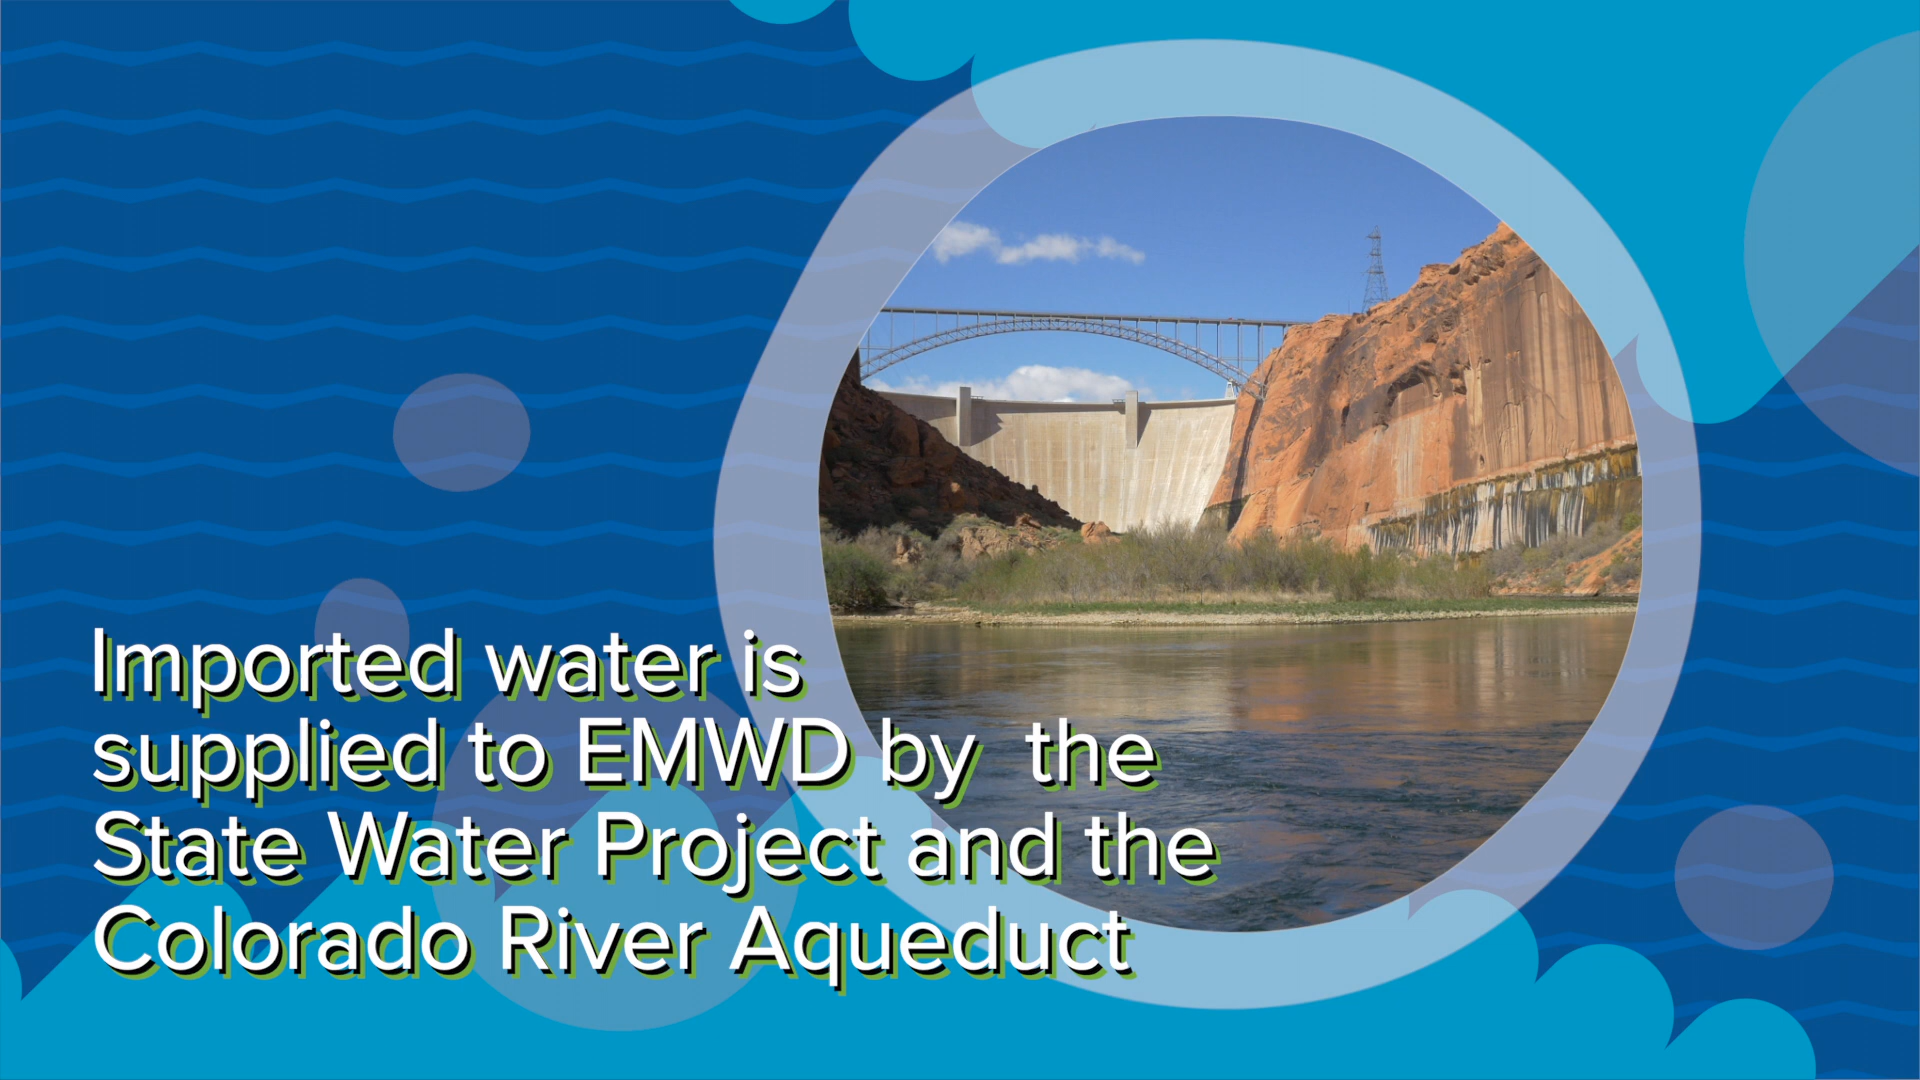 Imported water is
supplied to EMWD by  the
State Water Project and the
Colorado River Aqueduct